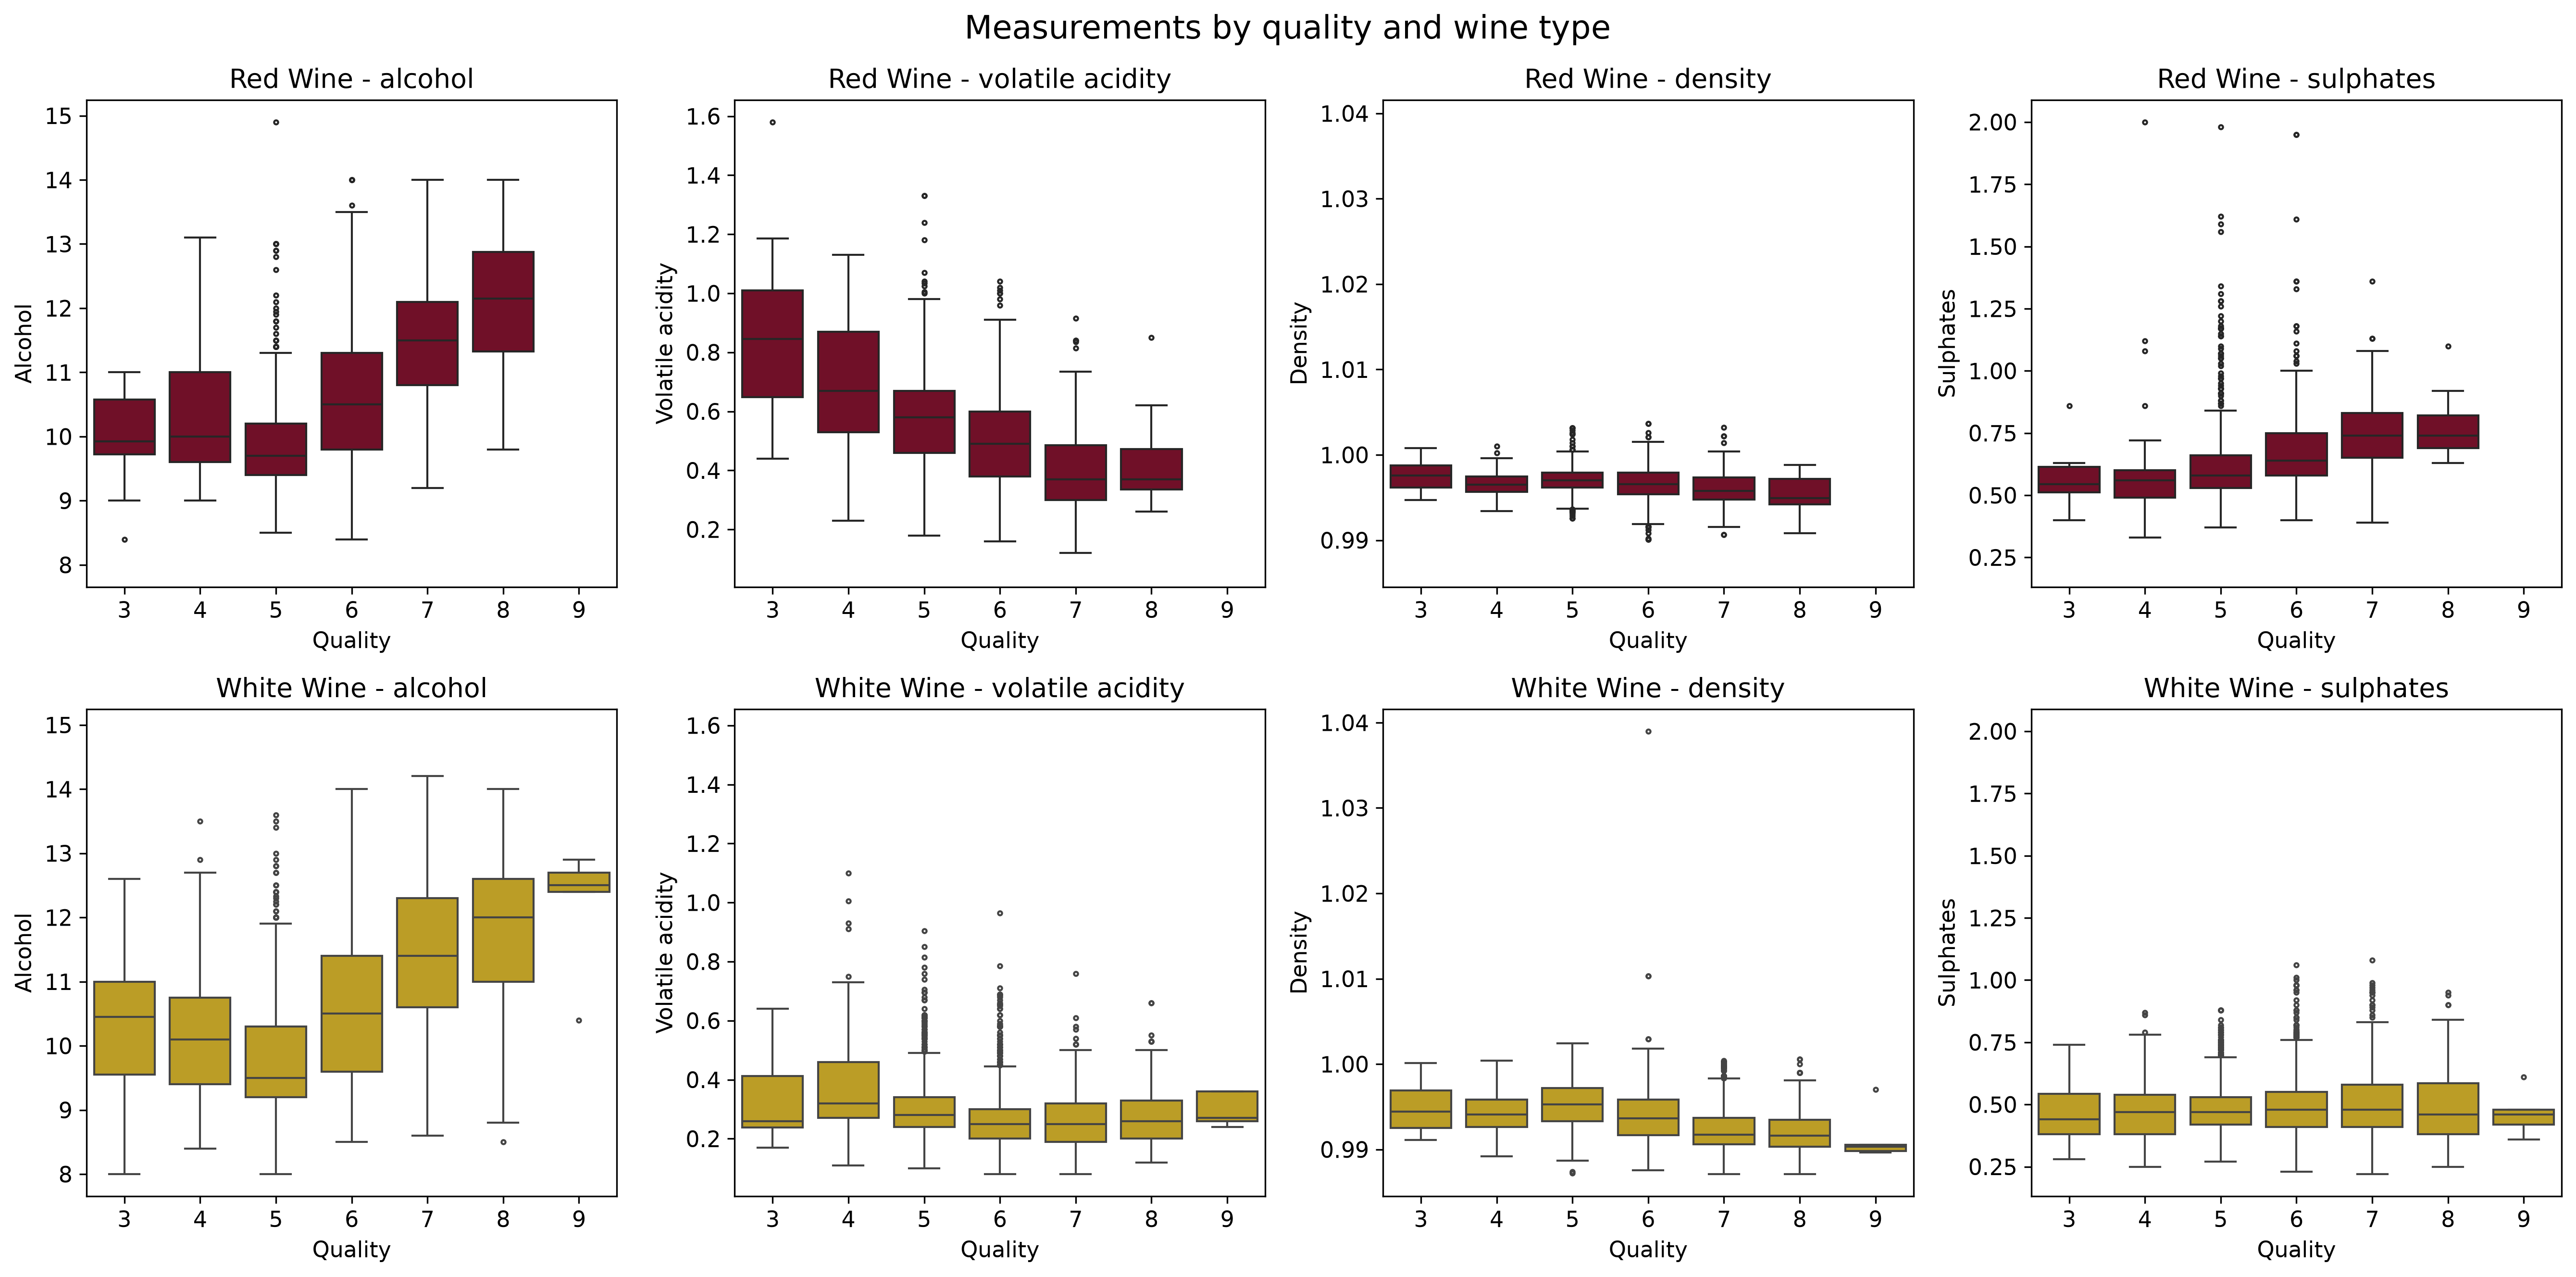 Measurements by quality and wine type
Red Wine - alcohol
Alcohol
15
14
13
12
11
10
9
8
3 4 5 6 7 8 9
Quality
Red Wine - volatile acidity
Volatile acidity
1.6
1.4
1.2
1.0
0.8
0.6
0.4
0.2
3 4 5 6 7 8 9
Quality
Red Wine - density
Density
1.04
1.03
1.02
1.01
1.00
0.99
3 4 5 6 7 8 9
Quality
Red Wine - sulphates
Sulphates
2.00
1.75
1.50
1.25
1.00
0.75
0.50
0.25
3 4 5 6 7 8 9
Quality
White Wine - alcohol
Alcohol
15
14
13
12
11
10
9
8
3 4 5 6 7 8 9
Quality
White Wine - volatile acidity
Volatile acidity
1.6
1.4
1.2
1.0
0.8
0.6
0.4
0.2
3 4 5 6 7 8 9
Quality
White Wine - density
Density
1.04
1.03
1.02
1.01
1.00
0.99
3 4 5 6 7 8 9
Quality
White Wine - sulphates
Sulphates
2.00
1.75
1.50
1.25
1.00
0.75
0.50
0.25
3 4 5 6 7 8 9
Quality